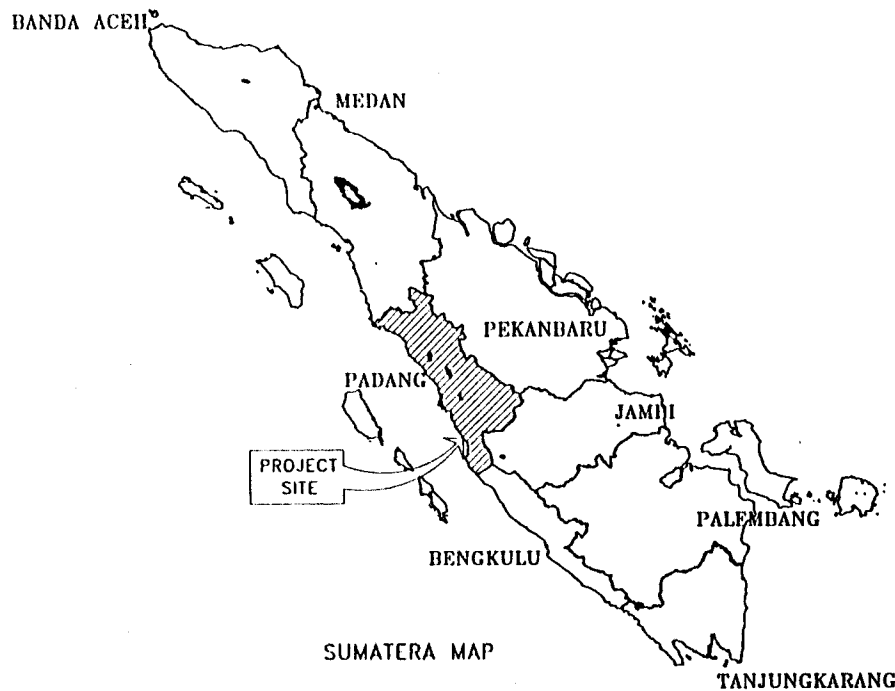 BANDA ACEH
MEDAN
PEKANBARU
PADANG
JAMBI
PROJECT
SITE
PALEMBANG
BENGKULU
SUMATERA MAP
TANJUNGKARANG